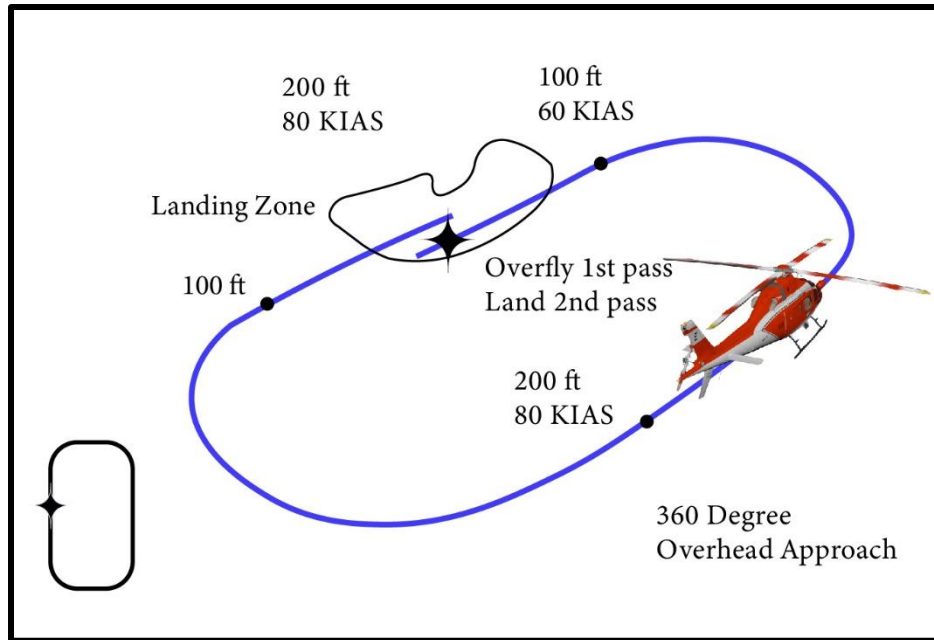 200 ft
80 KIAS
100 ft
60 KIAS
Landing Zone
100 ft
Overfly 1st pass
Land 2nd pass
200 ft
80 KIAS
360 Degree
Overhead Approach